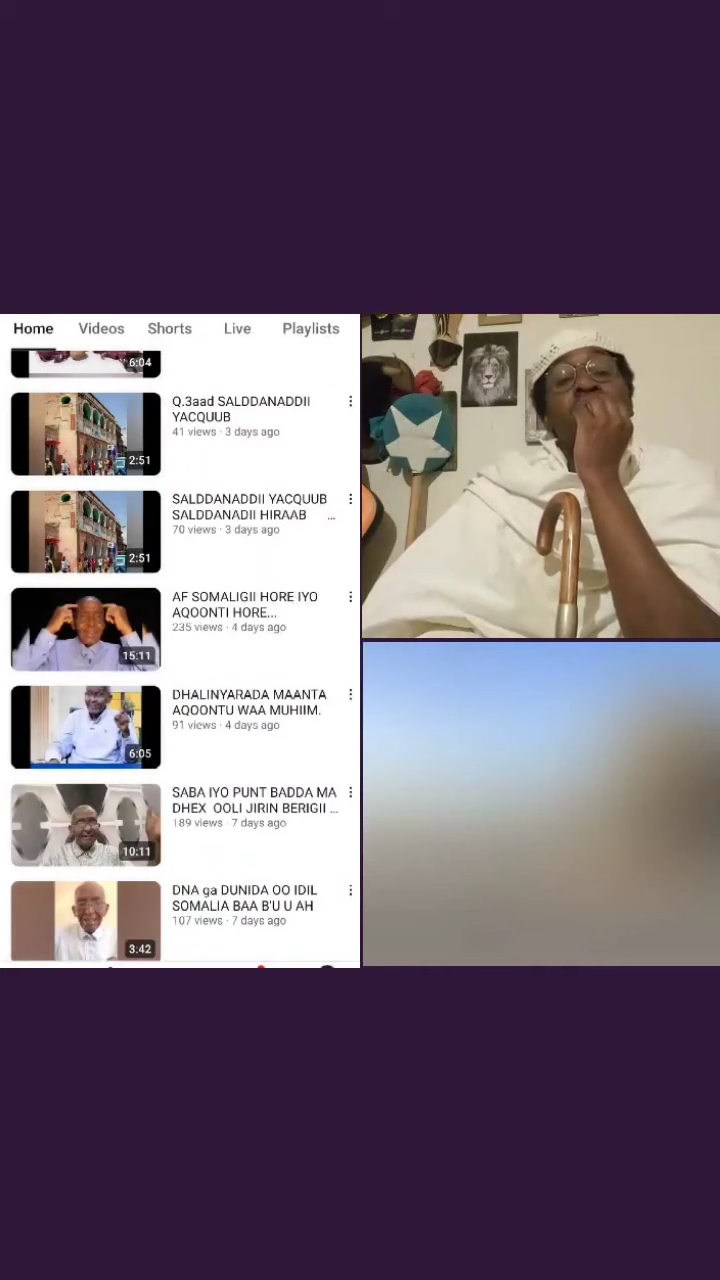 Home Videos Shorts Live Playlists
6:04
Q.3aad SALDDANADDII
YACQUUB
41 views · 3 days ago
2:51
SALDDANADDII YACQUUB
SALDDANADII HIRAAB ...
70 views · 3 days ago
2:51
AF SOMALIGII HORE IYO
AQOONTI HORE...
235 views · 4 days ago
15:11
DHALINYARADA MAANTA
AQOONTU WAA MUHIIM.
91 views · 4 days ago
6:05
SABA IYO PUNT BADDA MA
DHEX OOLI JIRIN BERIGII ...
189 views · 7 days ago
10:11
DNA ga DUNIDA OO IDIL
SOMALIA BAA B'U U AH
107 views · 7 days ago
3:42